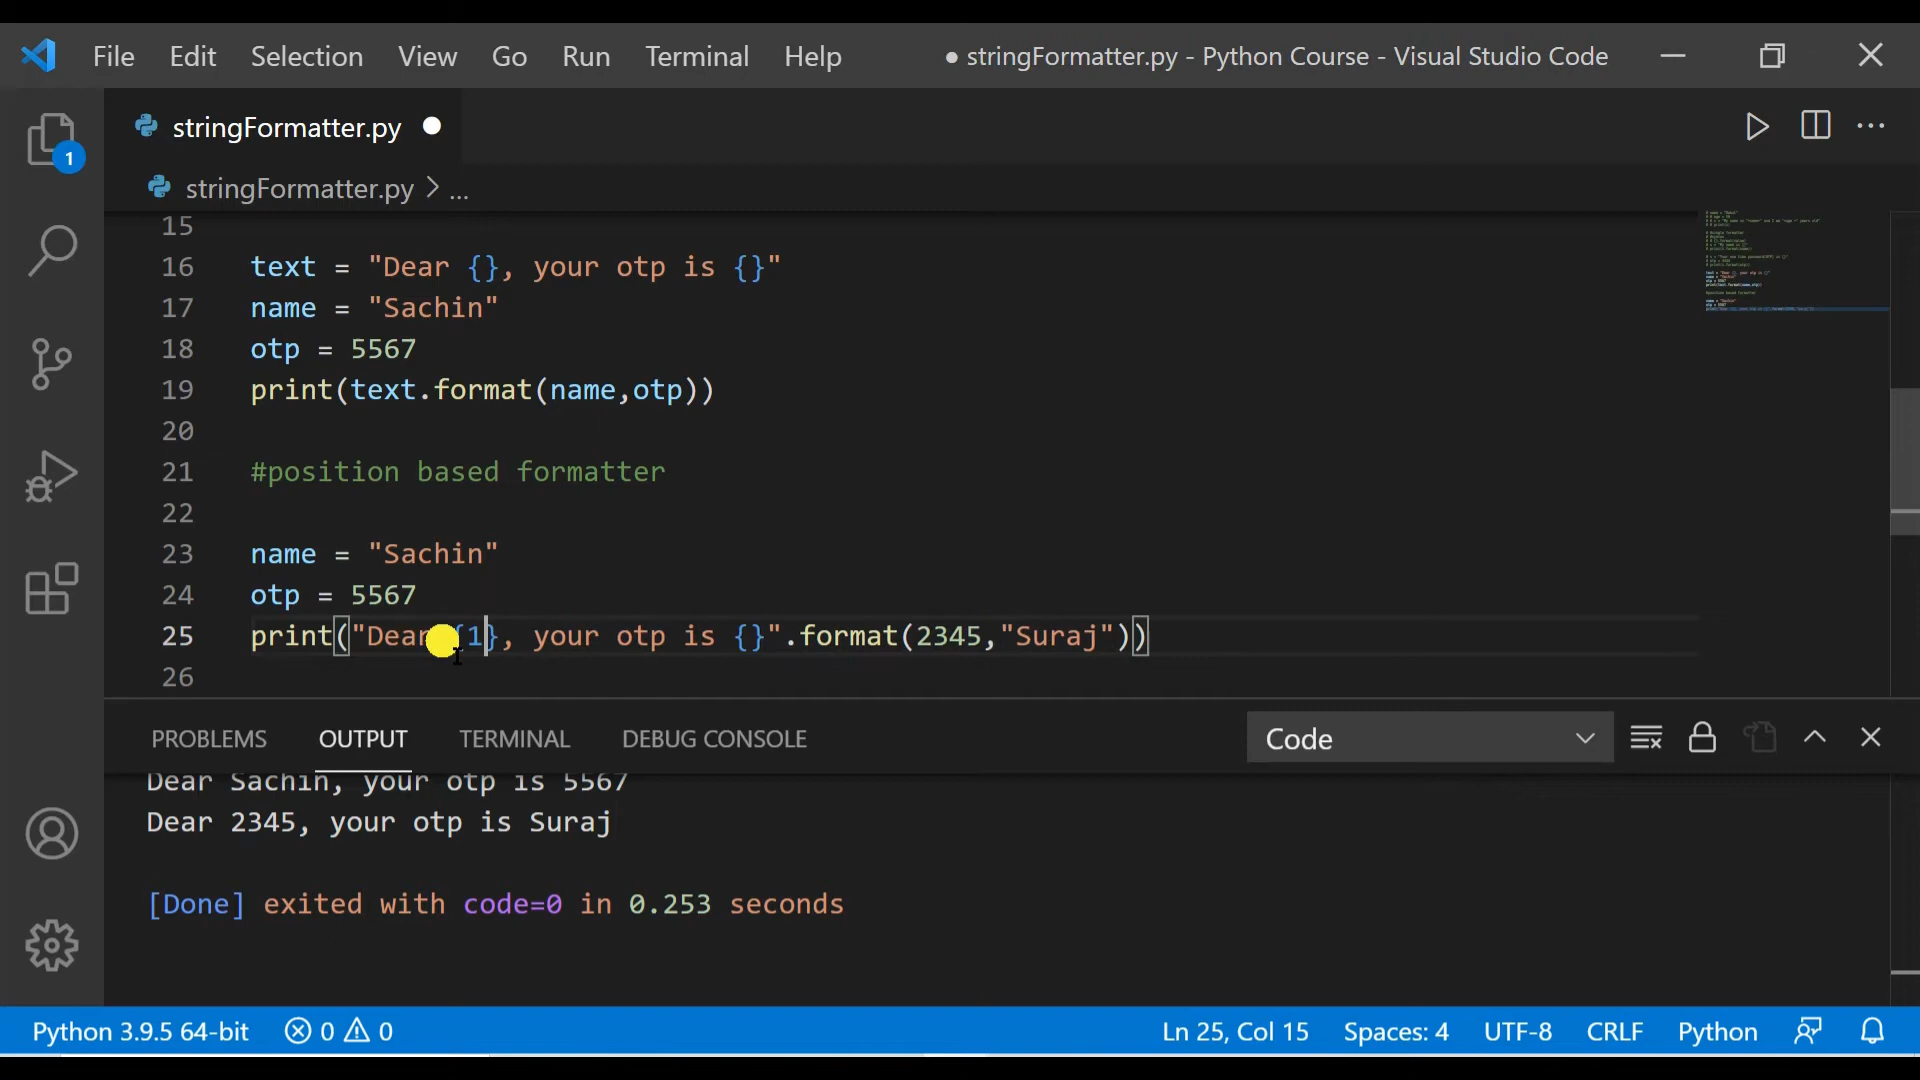 File Edit Selection View Go Run Terminal Help ● stringFormatter.py - Python Course - Visual Studio Code
stringFormatter.py
1
stringFormatter.py > ...
15
16 text = "Dear {}, your otp is {}"
17 name = "Sachin"
18 otp = 5567
19 print(text.format(name,otp))
20
21 #position based formatter
22
23 name = "Sachin"
24 otp = 5567
25 print("Dear {1}, your otp is {}".format(2345,"Suraj"))
26
PROBLEMS OUTPUT TERMINAL DEBUG CONSOLE Code
Dear Sachin, your otp is 5567
Dear 2345, your otp is Suraj
[Done] exited with code=0 in 0.253 seconds
Python 3.9.5 64-bit 0 0 Ln 25, Col 15 Spaces: 4 UTF-8 CRLF Python